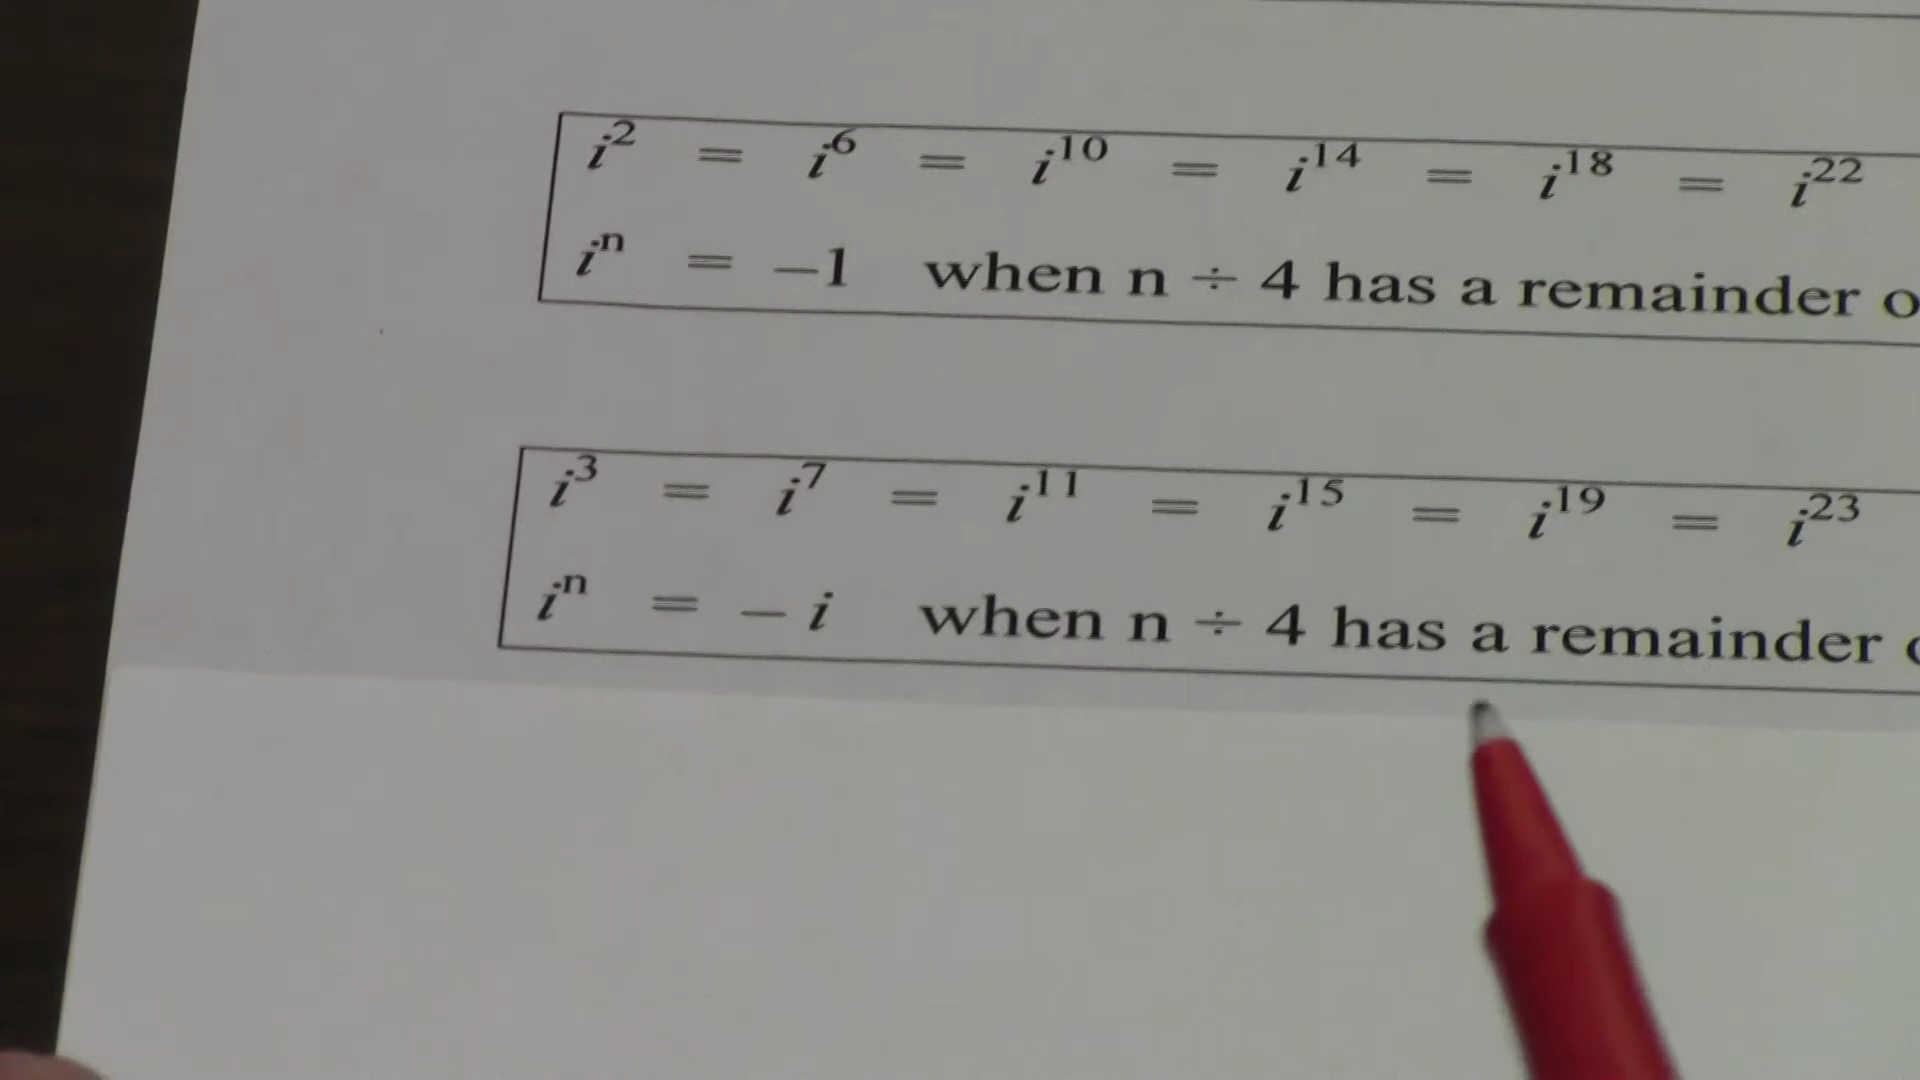 i² = i⁶ = i¹⁰ = i¹⁴ = i¹⁸ = i²²
iⁿ = –1 when n ÷ 4 has a remainder
i³ = i⁷ = i¹¹ = i¹⁵ = i¹⁹ = i²³
iⁿ = – i when n ÷ 4 has a remainder